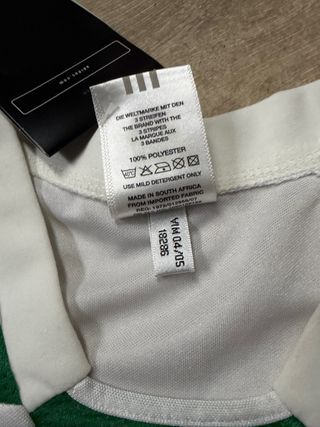 DIE WELTMARKE MIT DEN
3 STREIFEN
THE BRAND WITH THE
3 STRIPES
LA MARQUE AUX
3 BANDES
100% POLYESTER
USE MILD DETERGENT ONLY
MADE IN SOUTH AFRICA
FROM IMPORTED FABRIC
04/05
18286